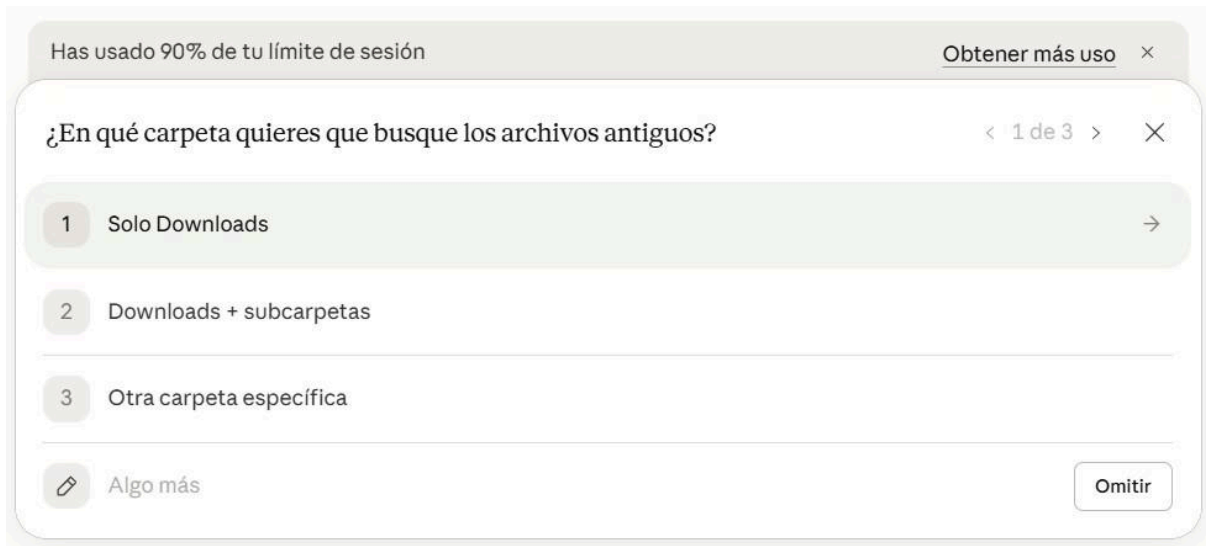 Has usado 90% de tu límite de sesión Obtener más uso ×
¿En qué carpeta quieres que busque los archivos antiguos? < 1 de 3 > ×
1 Solo Downloads →
2 Downloads + subcarpetas
3 Otra carpeta específica
Algo más Omitir